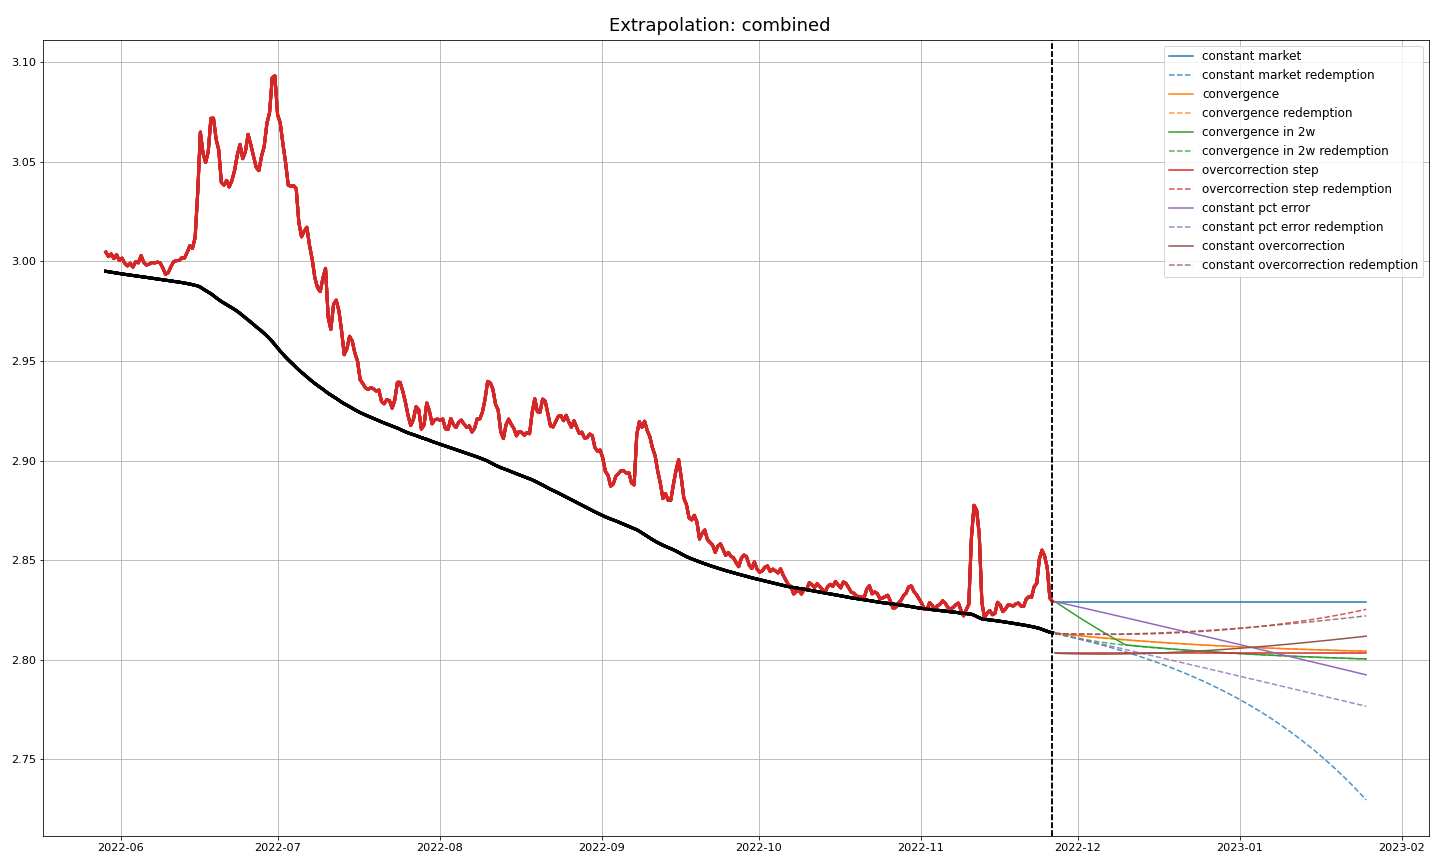 Extrapolation: combined
constant market
constant market redemption
convergence
convergence redemption
convergence in 2w
convergence in 2w redemption
overcorrection step
overcorrection step redemption
constant pct error
constant pct error redemption
constant overcorrection
constant overcorrection redemption
3.10
3.05
3.00
2.95
2.90
2.85
2.80
2.75
2022-06
2022-07
2022-08
2022-09
2022-10
2022-11
2022-12
2023-01
2023-02